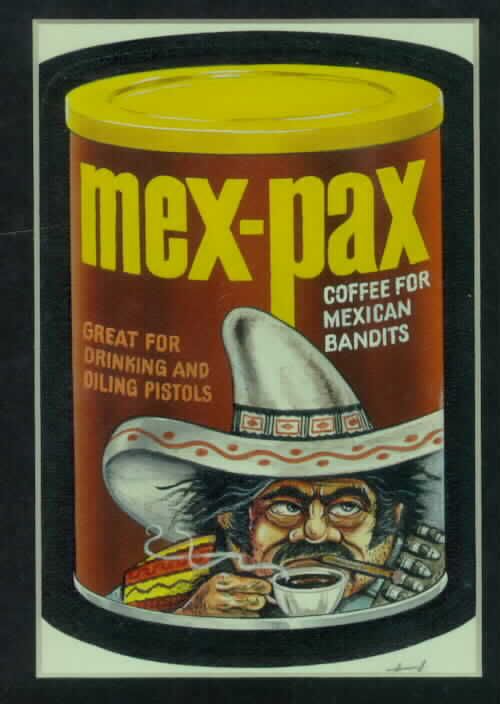 mex-pax
COFFEE FOR
MEXICAN
BANDITS
GREAT FOR
DRINKING AND
OILING PISTOLS